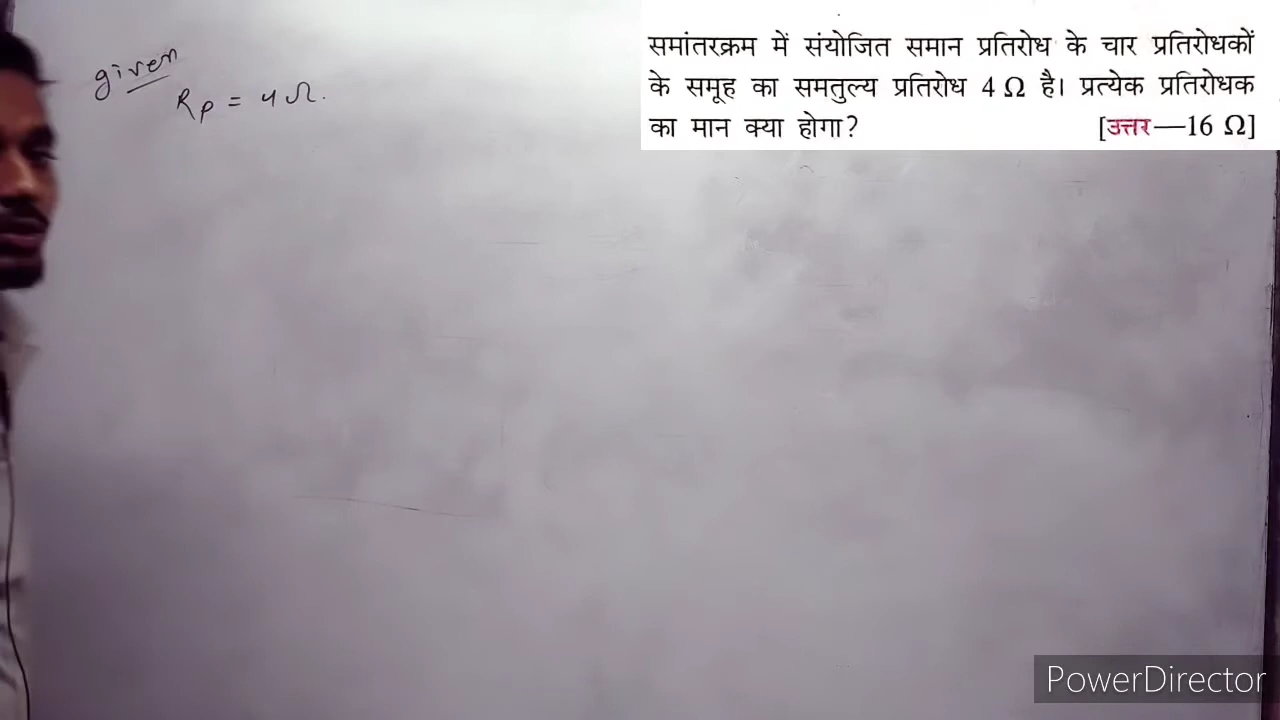 समांतरक्रम में संयोजित समान प्रतिरोध के चार प्रतिरोधकों
के समूह का समतुल्य प्रतिरोध 4 Ω है। प्रत्येक प्रतिरोधक
का मान क्या होगा? [उत्तर—16 Ω]
given
Rp = 4 Ω.
PowerDirector